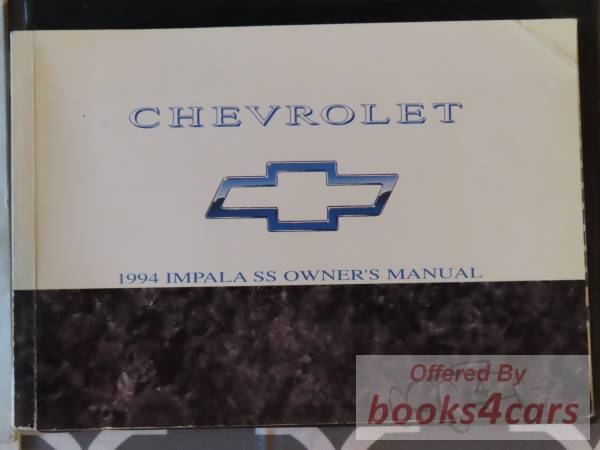 CHEVROLET
1994 IMPALA SS OWNER'S MANUAL
Offered By
books4cars